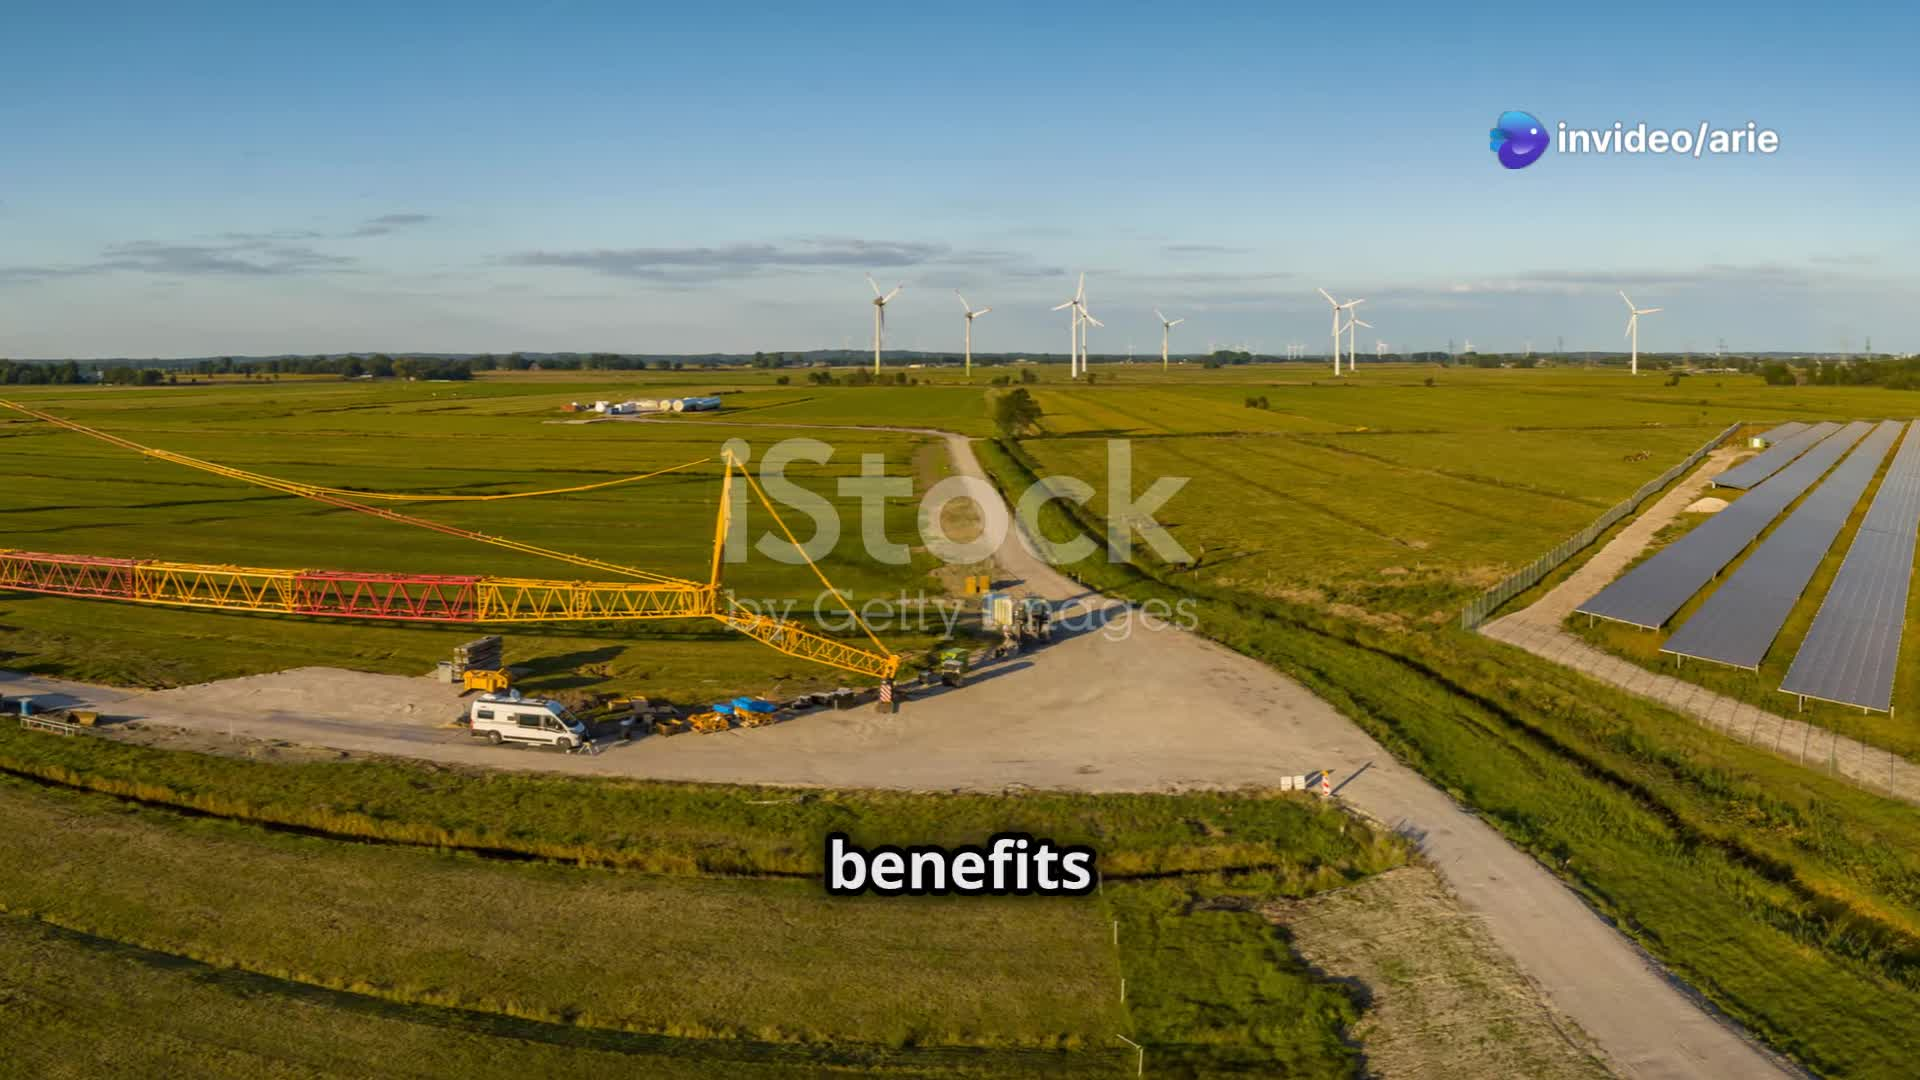 invideo/arie
iStock
by Getty Images
benefits